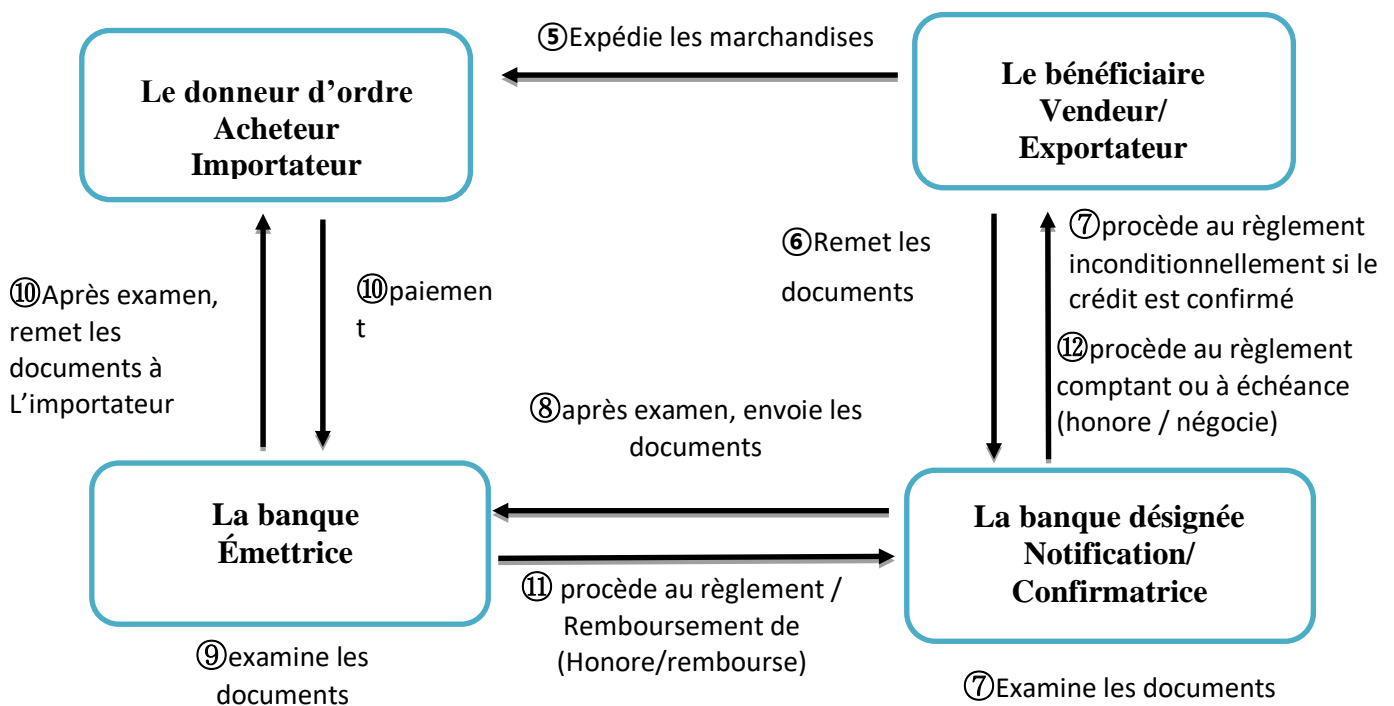 ⑤Expédie les marchandises
Le donneur d’ordre
Acheteur
Importateur
Le bénéficiaire
Vendeur/
Exportateur
⑩Après examen,
remet les
documents à
L’importateur
⑩paiemen
t
⑥Remet les
documents
⑦procède au règlement
inconditionnellement si le
crédit est confirmé
⑫procède au règlement
comptant ou à échéance
(honore / négocie)
⑧après examen, envoie les
documents
La banque
Émettrice
La banque désignée
Notification/
Confirmatrice
⑪ procède au règlement /
Remboursement de
(Honore/rembourse)
⑨examine les
documents
⑦Examine les documents